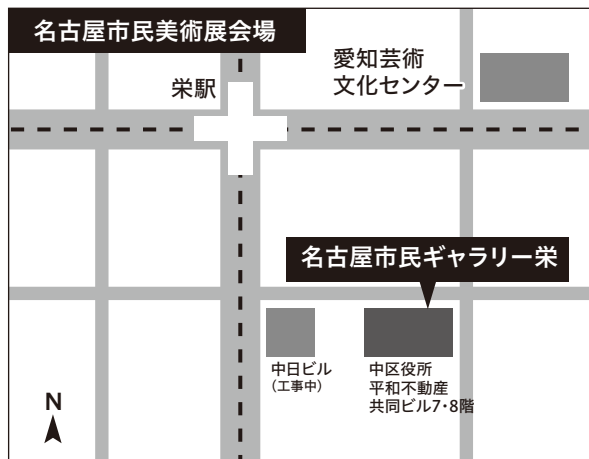 名古屋市民美術展会場
栄駅
愛知芸術
文化センター
名古屋市民ギャラリー栄
中日ビル
（工事中）
中区役所
平和不動産
共同ビル7・8階
N